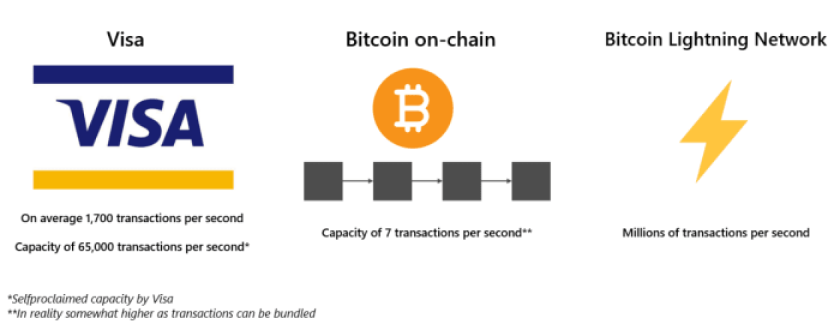 Visa
Bitcoin on-chain
Bitcoin Lightning Network
VISA
On average 1,700 transactions per second
Capacity of 65,000 transactions per second*
Capacity of 7 transactions per second**
Millions of transactions per second
*Selfproclaimed capacity by Visa
**In reality somewhat higher as transactions can be bundled